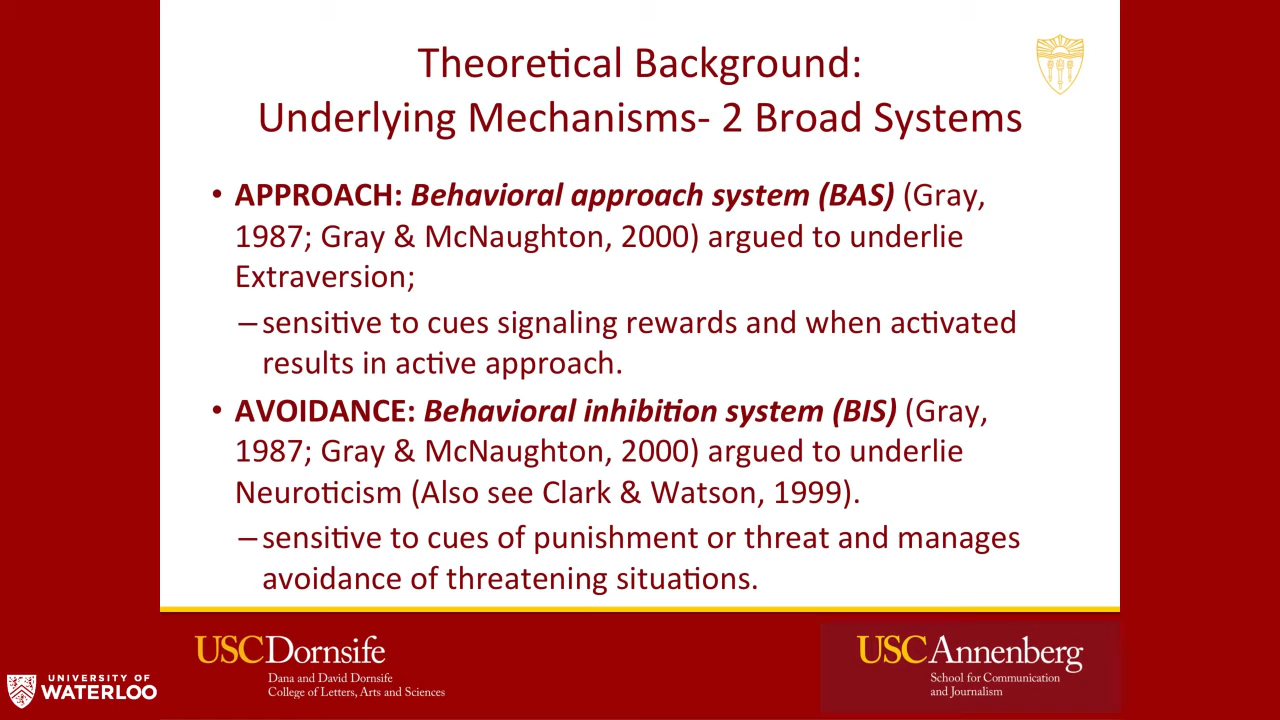 Theoretical Background:
Underlying Mechanisms- 2 Broad Systems
• APPROACH: Behavioral approach system (BAS) (Gray,
1987; Gray & McNaughton, 2000) argued to underlie
Extraversion;
–sensitive to cues signaling rewards and when activated
results in active approach.
• AVOIDANCE: Behavioral inhibition system (BIS) (Gray,
1987; Gray & McNaughton, 2000) argued to underlie
Neuroticism (Also see Clark & Watson, 1999).
–sensitive to cues of punishment or threat and manages
avoidance of threatening situations.
USCDornsife
Dana and David Dornsife
College of Letters, Arts and Sciences
USCAnnenberg
School for Communication
and Journalism
UNIVERSITY OF
WATERLOO